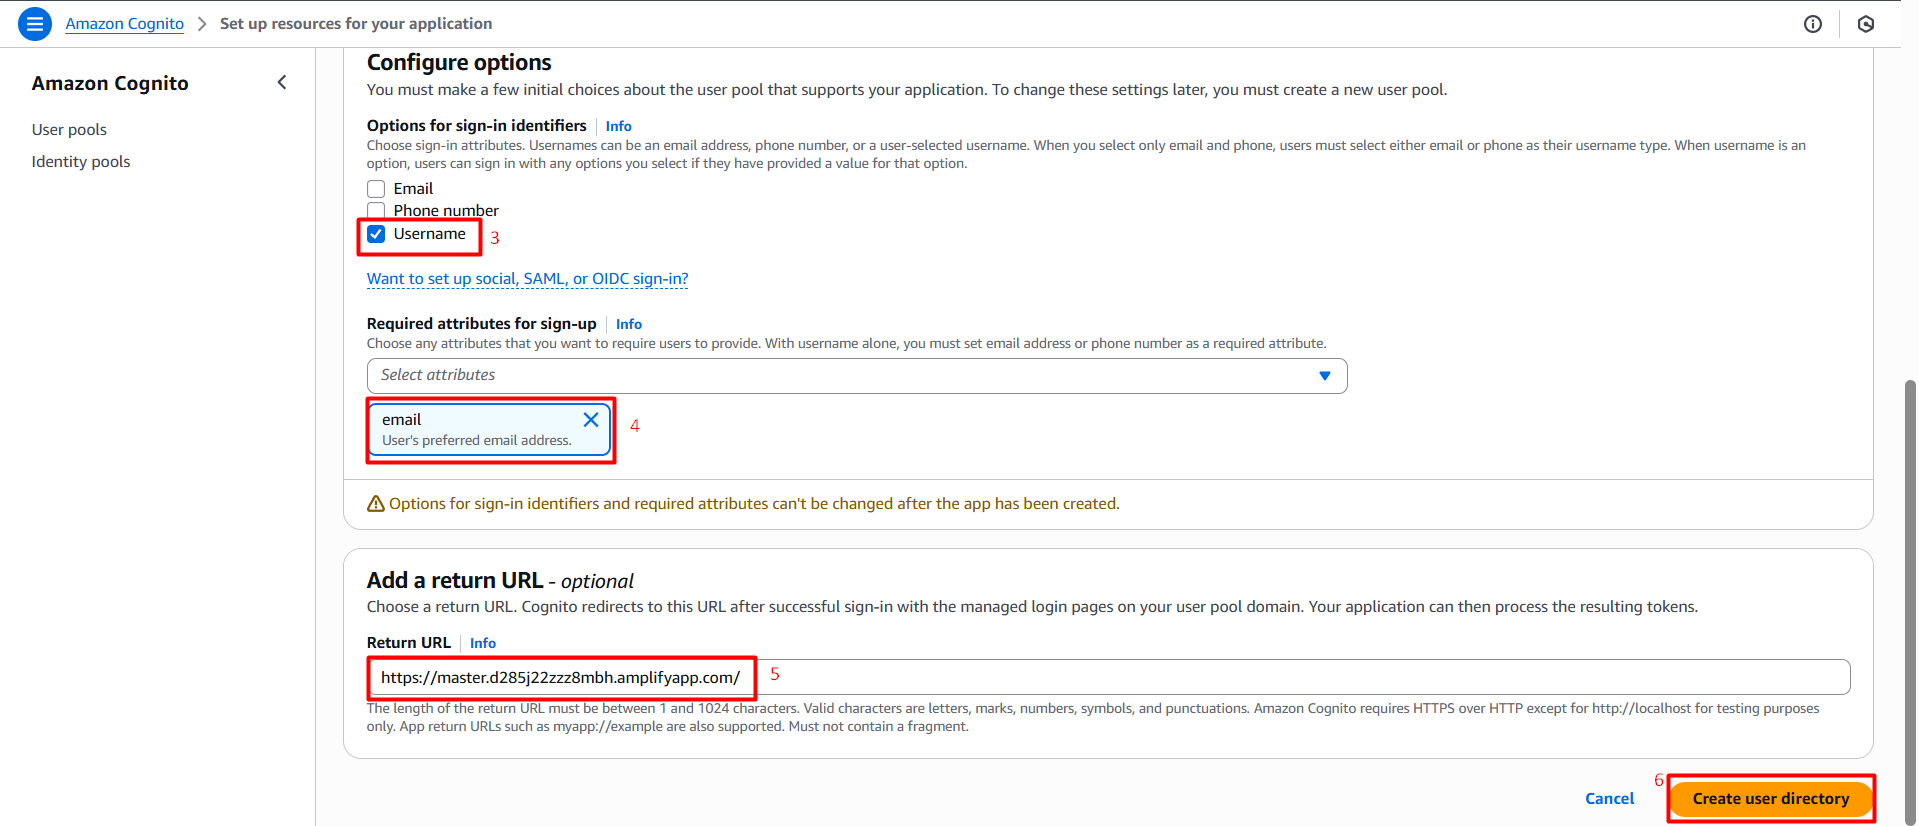 Amazon Cognito > Set up resources for your application
Amazon Cognito
User pools
Identity pools
Configure options
You must make a few initial choices about the user pool that supports your application. To change these settings later, you must create a new user pool.
Options for sign-in identifiers | Info
Choose sign-in attributes. Usernames can be an email address, phone number, or a user-selected username. When you select only email and phone, users must select either email or phone as their username type. When username is an
option, users can sign in with any options you select if they have provided a value for that option.
Email
Phone number
Username 3
Want to set up social, SAML, or OIDC sign-in?
Required attributes for sign-up | Info
Choose any attributes that you want to require users to provide. With username alone, you must set email address or phone number as a required attribute.
Select attributes
email
User's preferred email address.
4
Options for sign-in identifiers and required attributes can't be changed after the app has been created.
Add a return URL - optional
Choose a return URL. Cognito redirects to this URL after successful sign-in with the managed login pages on your user pool domain. Your application can then process the resulting tokens.
Return URL | Info
https://master.d285j22zzz8mbh.amplifyapp.com/ 5
The length of the return URL must be between 1 and 1024 characters. Valid characters are letters, marks, numbers, symbols, and punctuations. Amazon Cognito requires HTTPS over HTTP except for http://localhost for testing purposes
only. App return URLs such as myapp://example are also supported. Must not contain a fragment.
Cancel 6 Create user directory